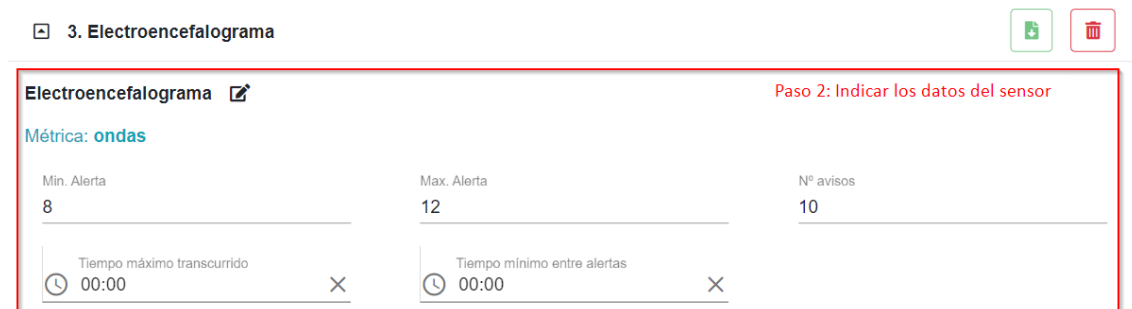 3. Electroencefalograma
Electroencefalograma
Paso 2: Indicar los datos del sensor
Métrica: ondas
Min. Alerta
Max. Alerta
Nº avisos
8
12
10
Tiempo máximo transcurrido
Tiempo mínimo entre alertas
00:00
00:00